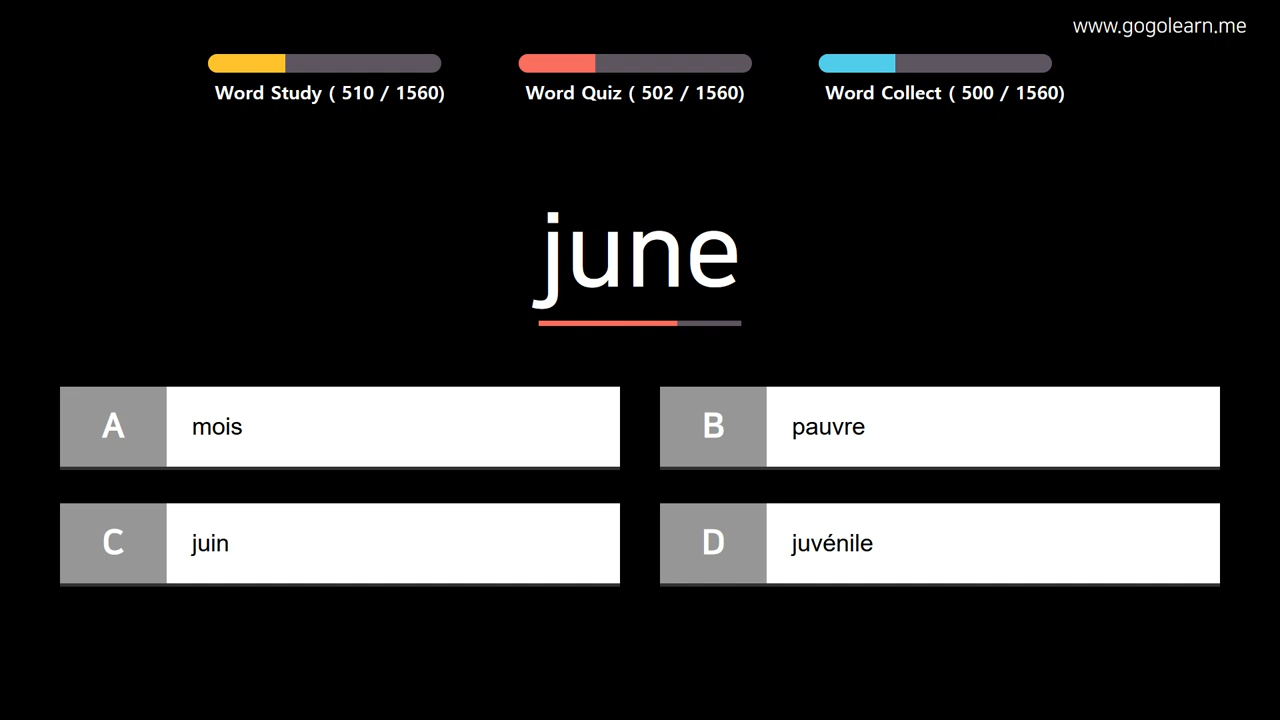 www.gogolearn.me
Word Study ( 510 / 1560)
Word Quiz ( 502 / 1560)
Word Collect ( 500 / 1560)
june
A mois
B pauvre
C juin
D juvénile